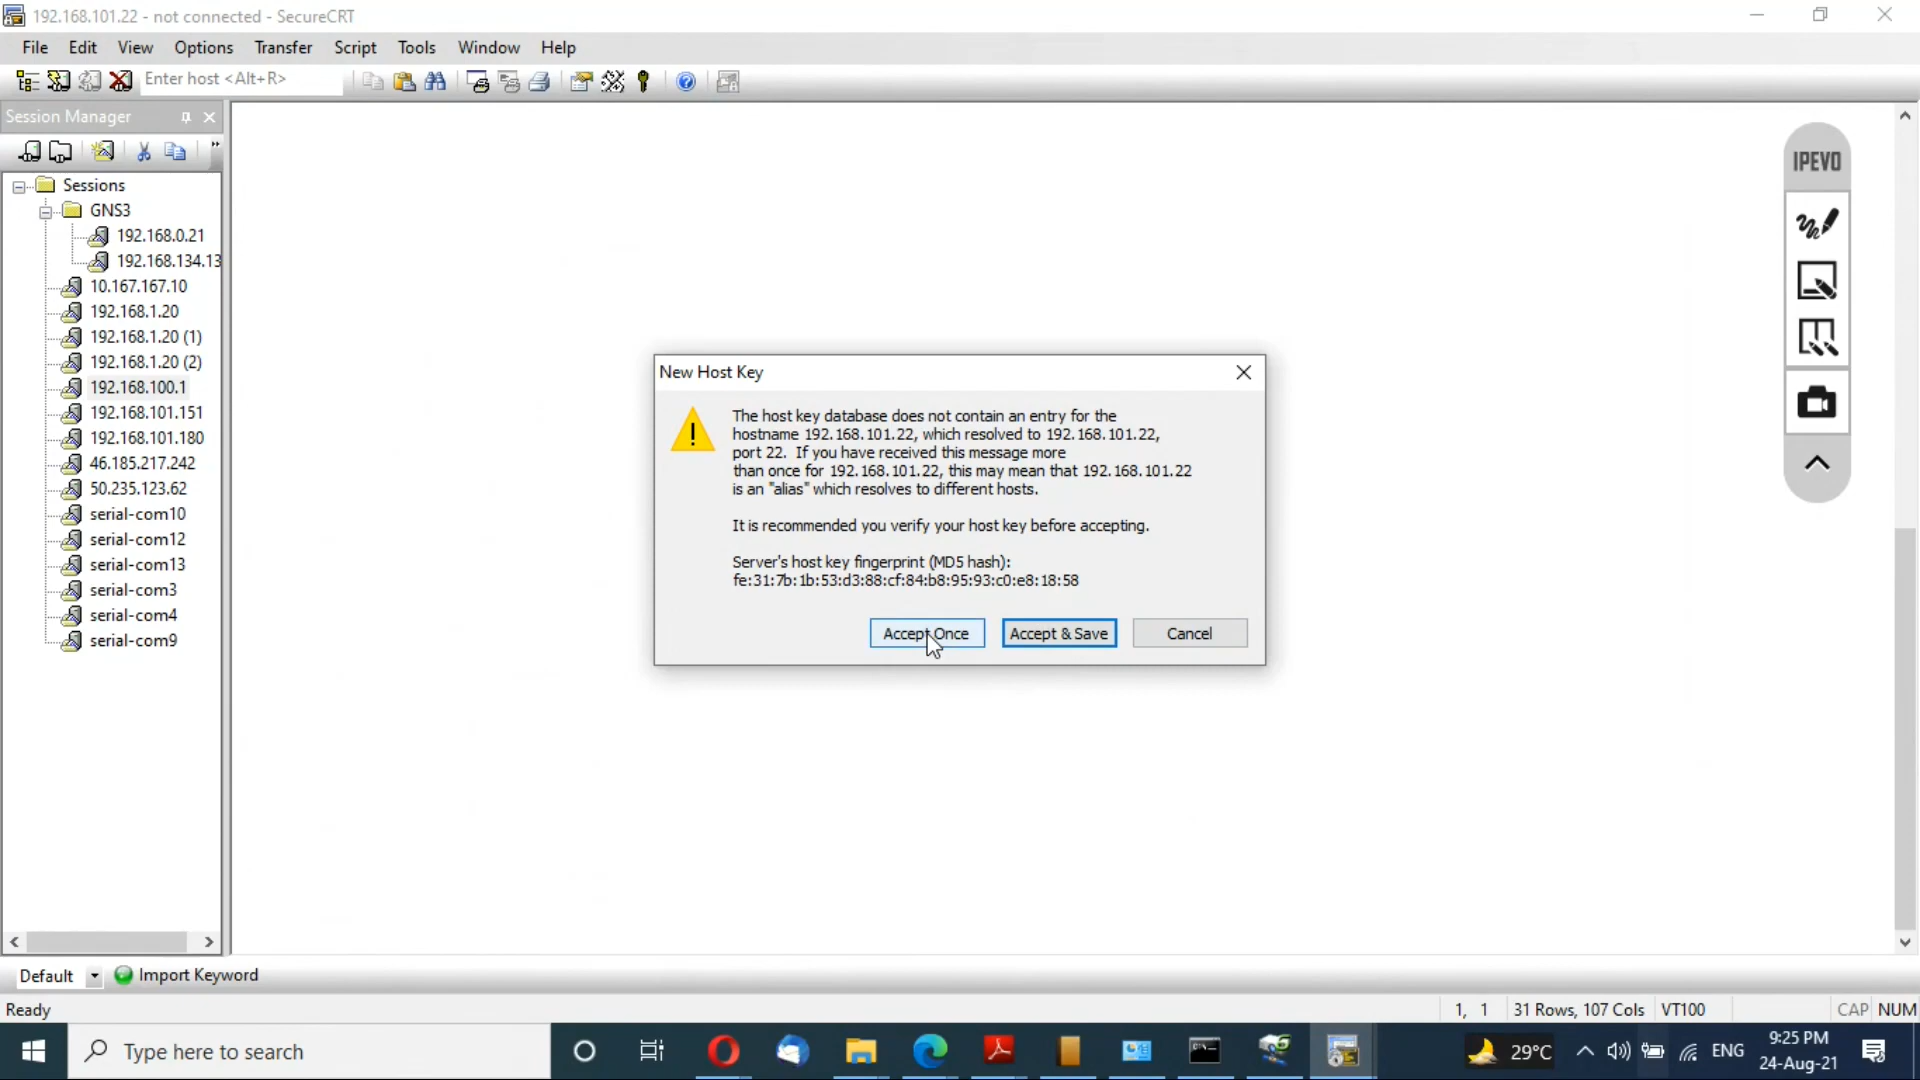 192.168.101.22 - not connected - SecureCRT
File Edit View Options Transfer Script Tools Window Help
Enter host <Alt+R>
Session Manager
IPEVO
Sessions
GNS3
192.168.0.21
192.168.134.13
10.167.167.10
192.168.1.20
192.168.1.20 (1)
192.168.1.20 (2)
192.168.100.1
192.168.101.151
192.168.101.180
46.185.217.242
50.235.123.62
serial-com10
serial-com12
serial-com13
serial-com3
serial-com4
serial-com9
New Host Key
The host key database does not contain an entry for the
hostname 192.168.101.22, which resolved to 192.168.101.22,
port 22. If you have received this message more
than once for 192.168.101.22, this may mean that 192.168.101.22
is an "alias" which resolves to different hosts.
It is recommended you verify your host key before accepting.
Server's host key fingerprint (MD5 hash):
fe:31:7b:1b:53:d3:88:cf:84:b8:95:93:c0:e8:18:58
Accept Once Accept & Save Cancel
Default Import Keyword
Ready 1, 1 31 Rows, 107 Cols VT100 CAP NUM
Type here to search 29°C ENG 9:25 PM
24-Aug-21